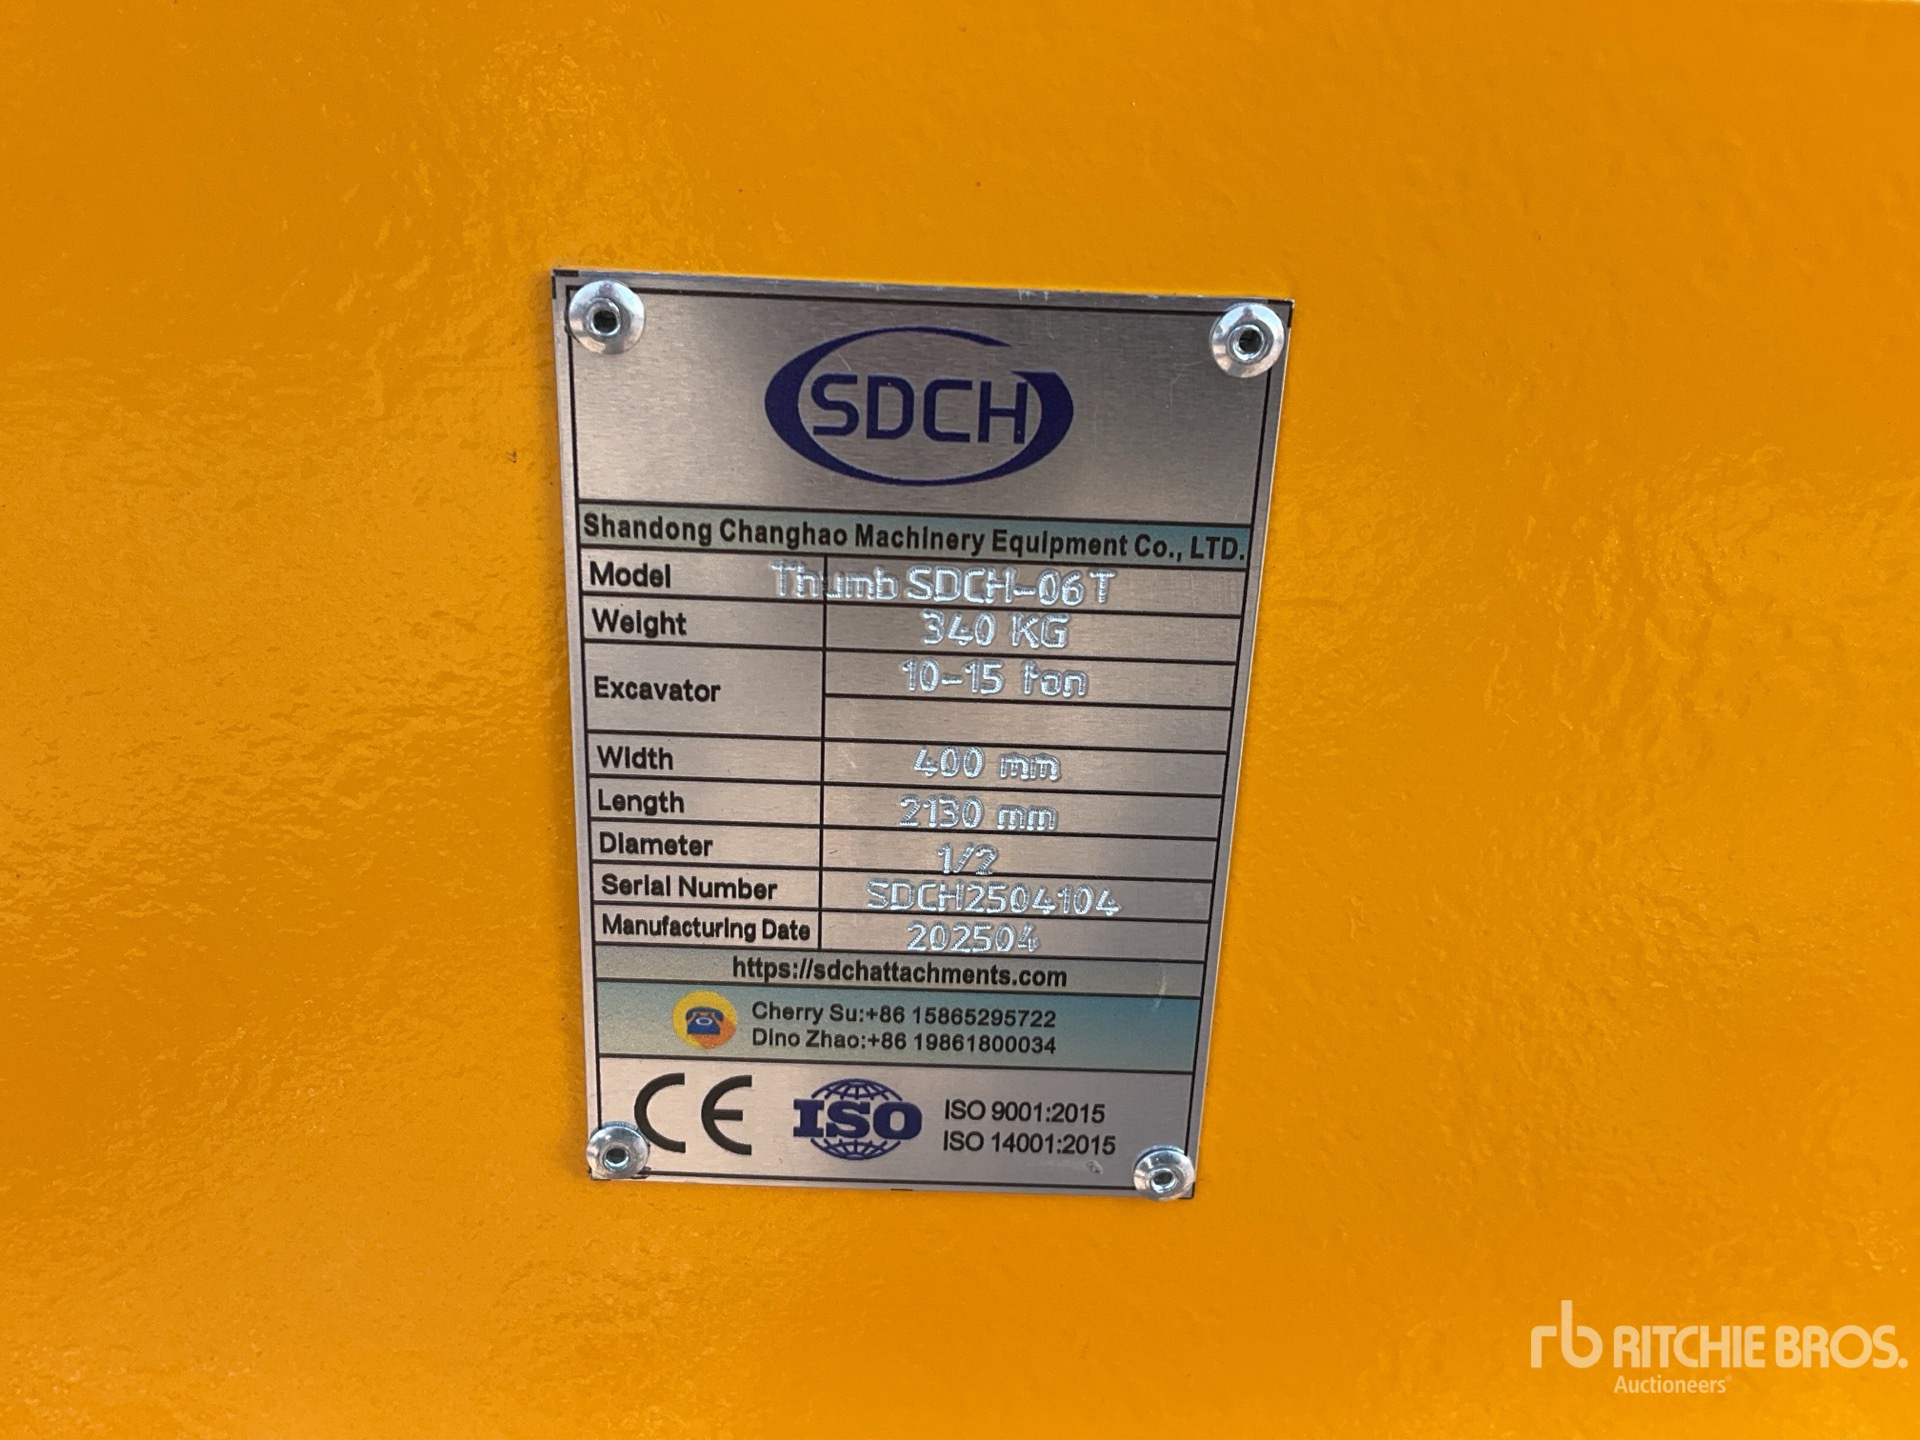 SDCH
Shandong Changhao Machinery Equipment Co., LTD.
Model Thumb SDCH-06T
Weight 340 KG
Excavator 10-15 ton
Width 400 mm
Length 2130 mm
Diameter 1/2
Serial Number SDCH2504104
Manufacturing Date 202504
https://sdchattachments.com
Cherry Su:+86 15865295722
Dino Zhao:+86 19861800034
CE ISO ISO 9001:2015
ISO 14001:2015
rb RITCHIE BROS.
Auctioneers